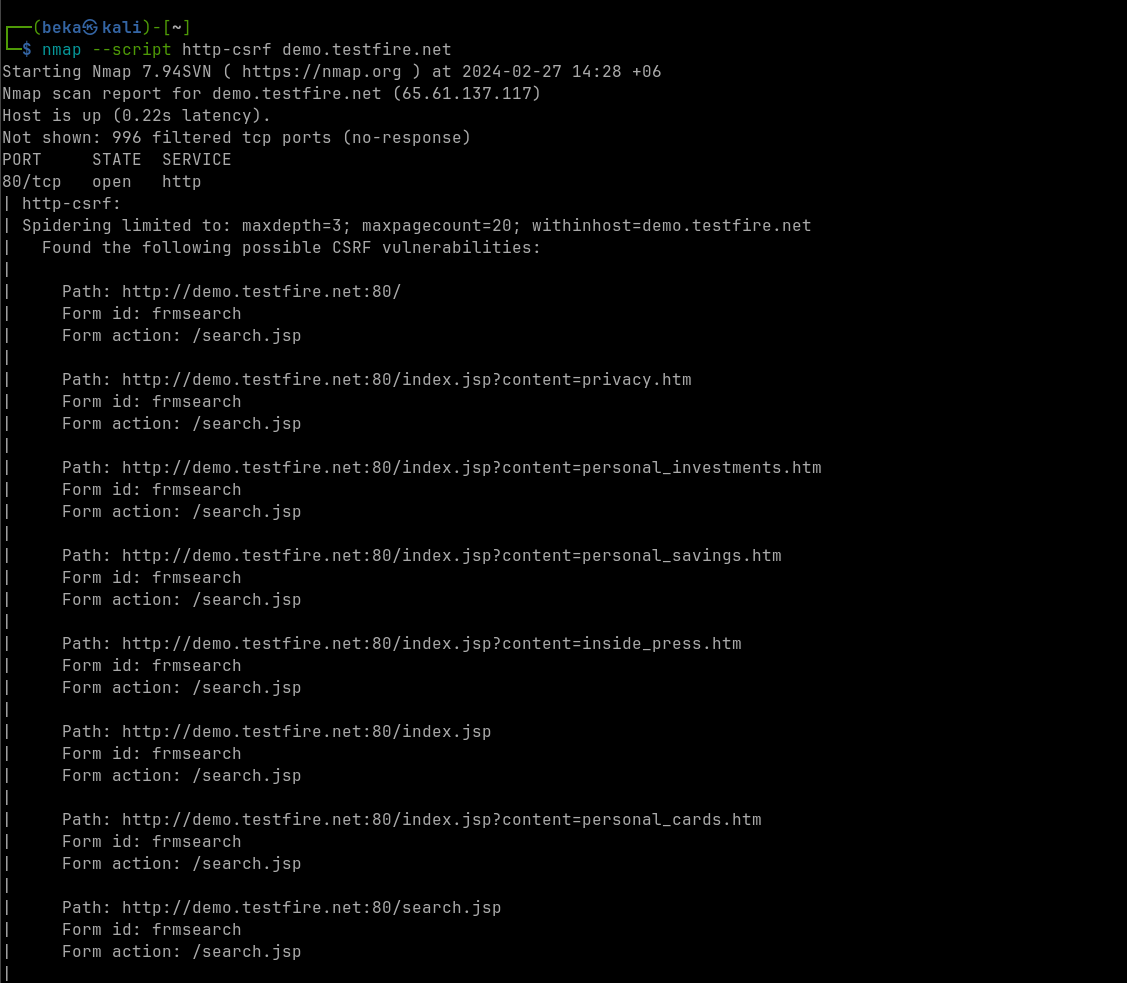 ┌──(beka㉿kali)-[~]
└─$ nmap --script http-csrf demo.testfire.net
Starting Nmap 7.94SVN ( https://nmap.org ) at 2024-02-27 14:28 +06
Nmap scan report for demo.testfire.net (65.61.137.117)
Host is up (0.22s latency).
Not shown: 996 filtered tcp ports (no-response)
PORT     STATE  SERVICE
80/tcp   open   http
| http-csrf:
| Spidering limited to: maxdepth=3; maxpagecount=20; withinhost=demo.testfire.net
|   Found the following possible CSRF vulnerabilities:
|
|     Path: http://demo.testfire.net:80/
|     Form id: frmsearch
|     Form action: /search.jsp
|
|     Path: http://demo.testfire.net:80/index.jsp?content=privacy.htm
|     Form id: frmsearch
|     Form action: /search.jsp
|
|     Path: http://demo.testfire.net:80/index.jsp?content=personal_investments.htm
|     Form id: frmsearch
|     Form action: /search.jsp
|
|     Path: http://demo.testfire.net:80/index.jsp?content=personal_savings.htm
|     Form id: frmsearch
|     Form action: /search.jsp
|
|     Path: http://demo.testfire.net:80/index.jsp?content=inside_press.htm
|     Form id: frmsearch
|     Form action: /search.jsp
|
|     Path: http://demo.testfire.net:80/index.jsp
|     Form id: frmsearch
|     Form action: /search.jsp
|
|     Path: http://demo.testfire.net:80/index.jsp?content=personal_cards.htm
|     Form id: frmsearch
|     Form action: /search.jsp
|
|     Path: http://demo.testfire.net:80/search.jsp
|     Form id: frmsearch
|     Form action: /search.jsp
|